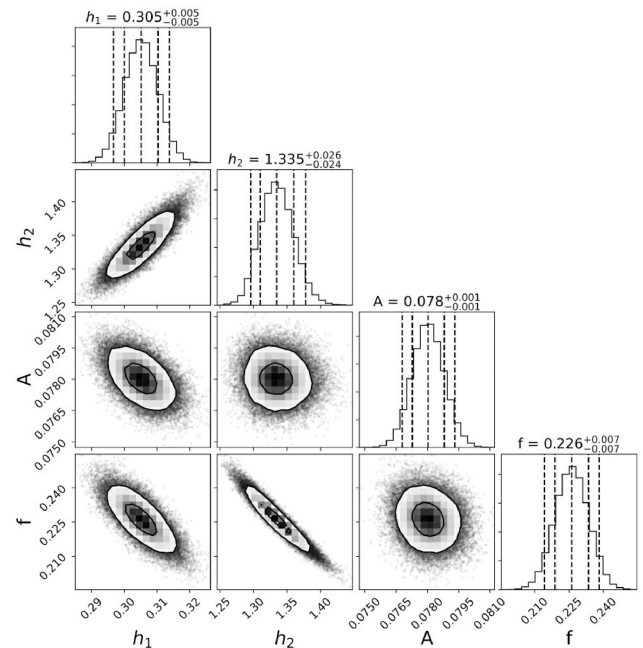 h₁ = 0.305⁺⁰·⁰⁰⁵₋₀.₀₀₅
h₂ = 1.335⁺⁰·⁰²⁶₋₀.₀₂₄
h₂
1.40
1.35
1.30
1.25
A = 0.078⁺⁰·⁰⁰¹₋₀.₀₀₁
A
0.0810
0.0795
0.0780
0.0765
0.0750
f = 0.226⁺⁰·⁰⁰⁷₋₀.₀₀₇
f
0.240
0.225
0.210
0.29 0.30 0.31 0.32 1.25 1.30 1.35 1.40 0.0750 0.0765 0.0780 0.0795 0.0810 0.210 0.225 0.240
h₁ h₂ A f